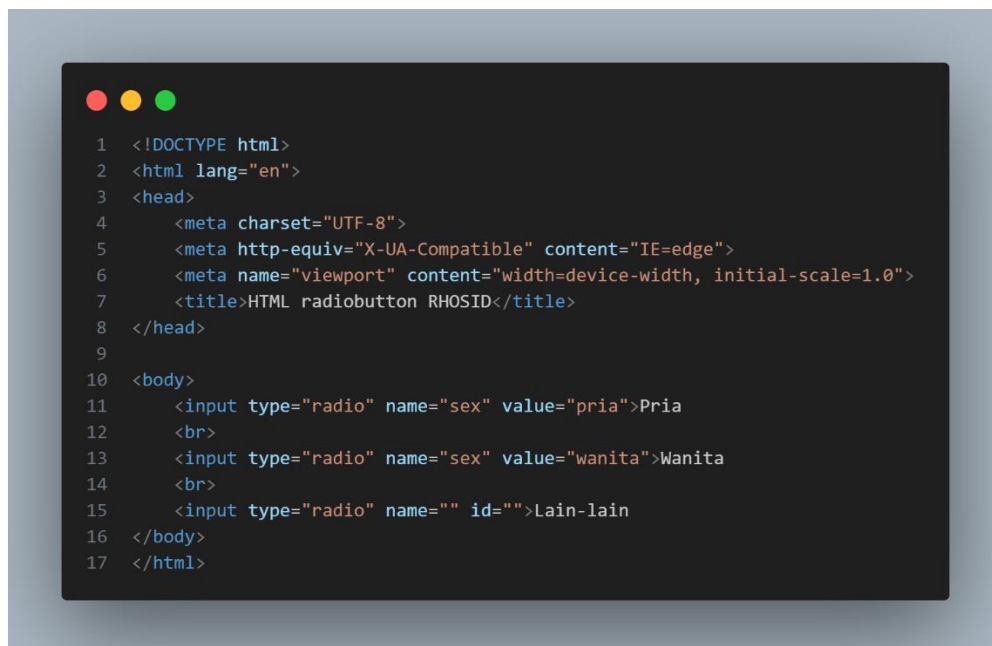 1 <!DOCTYPE html>
2 <html lang="en">
3 <head>
4     <meta charset="UTF-8">
5     <meta http-equiv="X-UA-Compatible" content="IE=edge">
6     <meta name="viewport" content="width=device-width, initial-scale=1.0">
7     <title>HTML radiobutton RHOSID</title>
8 </head>
9
10 <body>
11     <input type="radio" name="sex" value="pria">Pria
12     <br>
13     <input type="radio" name="sex" value="wanita">Wanita
14     <br>
15     <input type="radio" name="" id="">Lain-lain
16 </body>
17 </html>